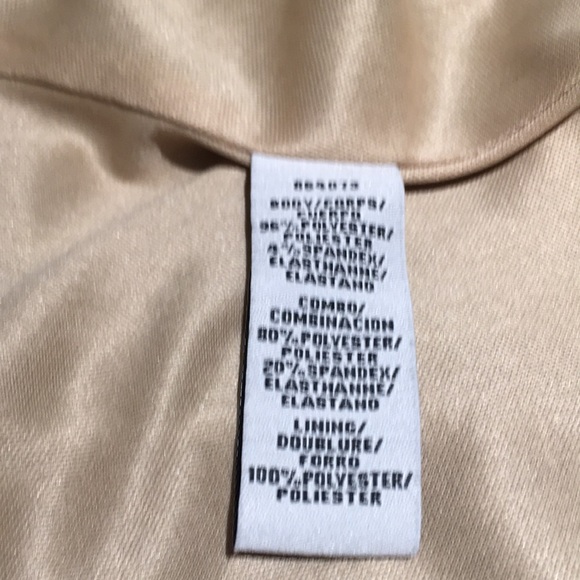 BODY/CORPS/
CUERPO
96% POLYESTER/
POLIESTER
4% SPANDEX/
ELASTHANNE/
ELASTANO
COMBO/
COMBINACION
80% POLYESTER/
POLIESTER
20% SPANDEX/
ELASTHANNE/
ELASTANO
LINING/
DOUBLURE/
FORRO
100% POLYESTER/
POLIESTER